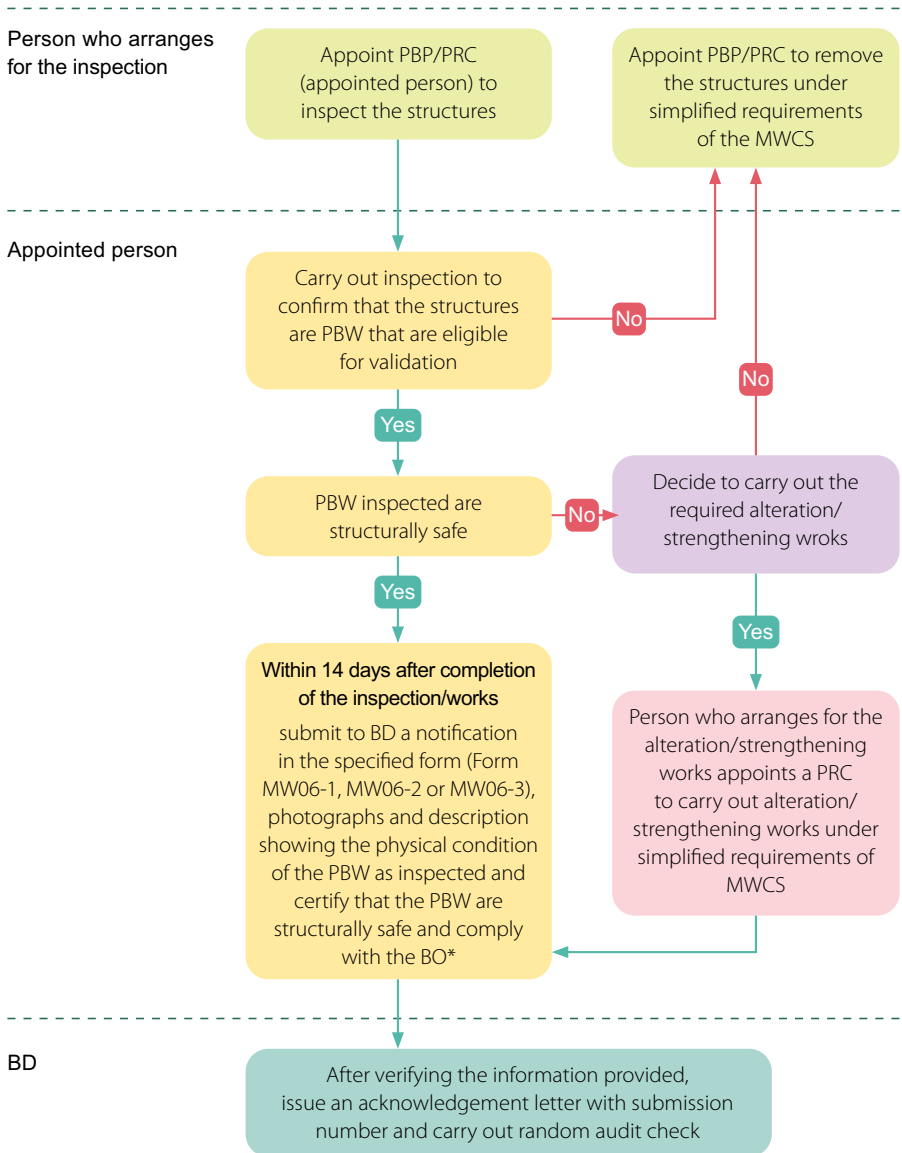 Person who arranges
for the inspection
Appoint PBP/PRC
(appointed person) to
inspect the structures
Appoint PBP/PRC to remove
the structures under
simplified requirements
of the MWCS
Appointed person
Carry out inspection to
confirm that the structures
are PBW that are eligible
for validation
No
No
Yes
PBW inspected are
structurally safe
No
Decide to carry out the
required alteration/
strengthening wroks
Yes
Yes
Within 14 days after completion
of the inspection/works
submit to BD a notification
in the specified form (Form
MW06-1, MW06-2 or MW06-3),
photographs and description
showing the physical condition
of the PBW as inspected and
certify that the PBW are
structurally safe and comply
with the BO*
Person who arranges for the
alteration/strengthening
works appoints a PRC
to carry out alteration/
strengthening works under
simplified requirements of
MWCS
BD
After verifying the information provided,
issue an acknowledgement letter with submission
number and carry out random audit check